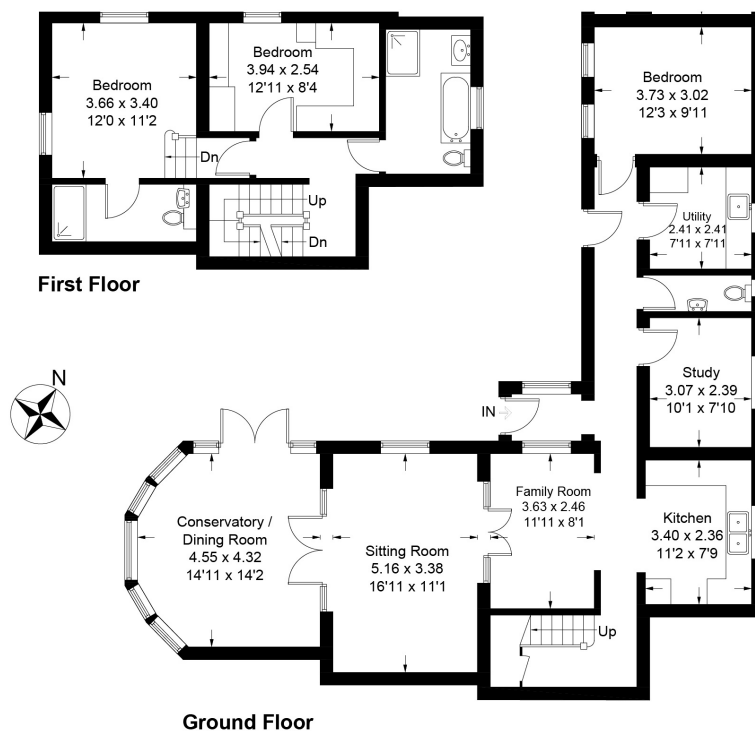 Bedroom
3.66 x 3.40
12'0 x 11'2
Bedroom
3.94 x 2.54
12'11 x 8'4
Dn
Up
Dn
First Floor
Bedroom
3.73 x 3.02
12'3 x 9'11
Utility
2.41 x 2.41
7'11 x 7'11
Study
3.07 x 2.39
10'1 x 7'10
N
IN
Conservatory /
Dining Room
4.55 x 4.32
14'11 x 14'2
Sitting Room
5.16 x 3.38
16'11 x 11'1
Family Room
3.63 x 2.46
11'11 x 8'1
Kitchen
3.40 x 2.36
11'2 x 7'9
Up
Ground Floor